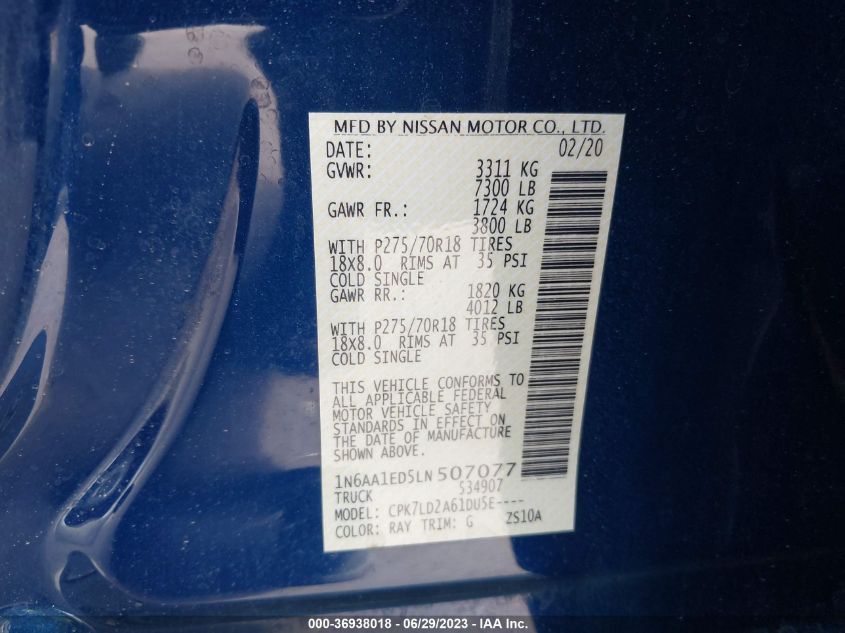 MFD BY NISSAN MOTOR CO., LTD.
DATE: 02/20
GVWR: 3311 KG
7300 LB
GAWR FR.: 1724 KG
3800 LB
WITH P275/70R18 TIRES
18X8.0 RIMS AT 35 PSI
COLD SINGLE
GAWR RR.: 1820 KG
4012 LB
WITH P275/70R18 TIRES
18X8.0 RIMS AT 35 PSI
COLD SINGLE
THIS VEHICLE CONFORMS TO
ALL APPLICABLE FEDERAL
MOTOR VEHICLE SAFETY
STANDARDS IN EFFECT ON
THE DATE OF MANUFACTURE
SHOWN ABOVE.
1N6AA1ED5LN507077
TRUCK 534907
MODEL: CPK7LD2A61DU5E----
COLOR: RAY TRIM: G ZS10A
000-36938018 - 06/29/2023 - IAA Inc.